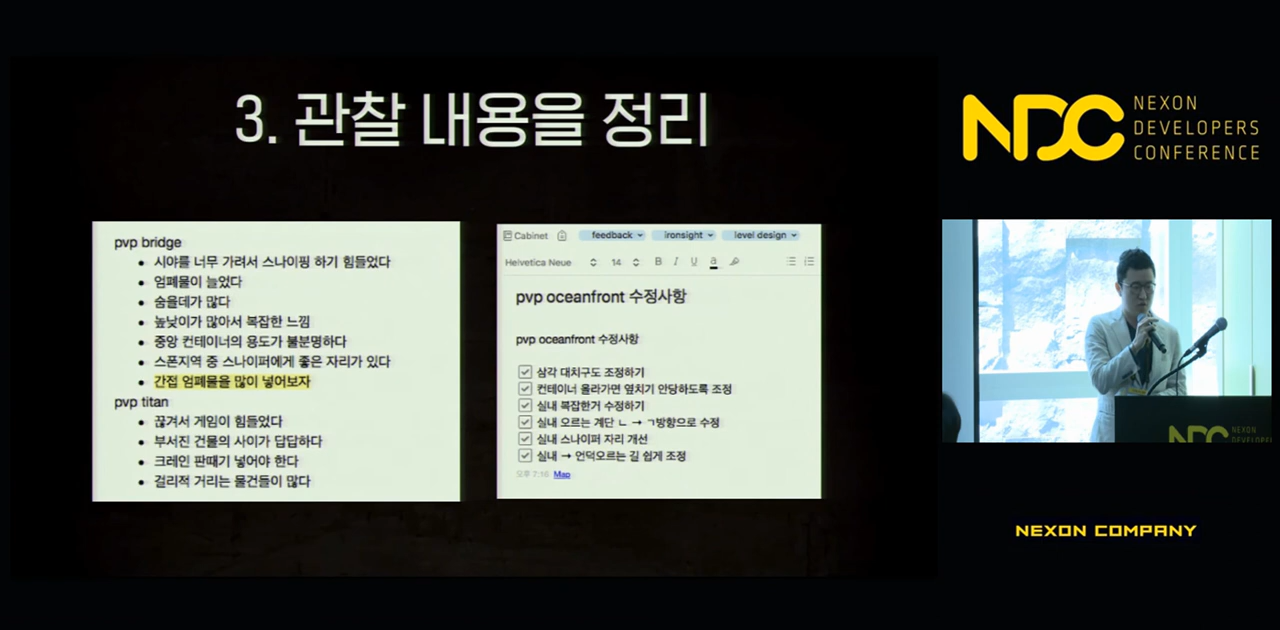 3. 관찰 내용을 정리
pvp bridge
• 시야를 너무 가려서 스나이핑 하기 힘들었다
• 엄폐물이 늘었다
• 숨을데가 많다
• 높낮이가 많아서 복잡한 느낌
• 중앙 컨테이너의 용도가 불분명하다
• 스폰지역 중 스나이퍼에게 좋은 자리가 있다
• 간접 엄폐물을 많이 넣어보자
pvp titan
• 끊겨서 게임이 힘들었다
• 부서진 건물의 사이가 답답하다
• 크레인 판때기 넣어야 한다
• 걸리적 거리는 물건들이 많다
Cabinet feedback ironsight level design
Helvetica Neue 14 B I U a
pvp oceanfront 수정사항
pvp oceanfront 수정사항
삼각 대치구도 조정하기
컨테이너 올라가면 옆치기 안당하도록 조정
실내 복잡한거 수정하기
실내 오르는 계단 ㄴ → ㄱ방향으로 수정
실내 스나이퍼 자리 개선
실내 → 언덕오르는 길 쉽게 조정
오후 7:16 Map
NDC
NEXON
DEVELOPERS
CONFERENCE
NDC
NEXON
DEVELOPER
NEXON COMPANY